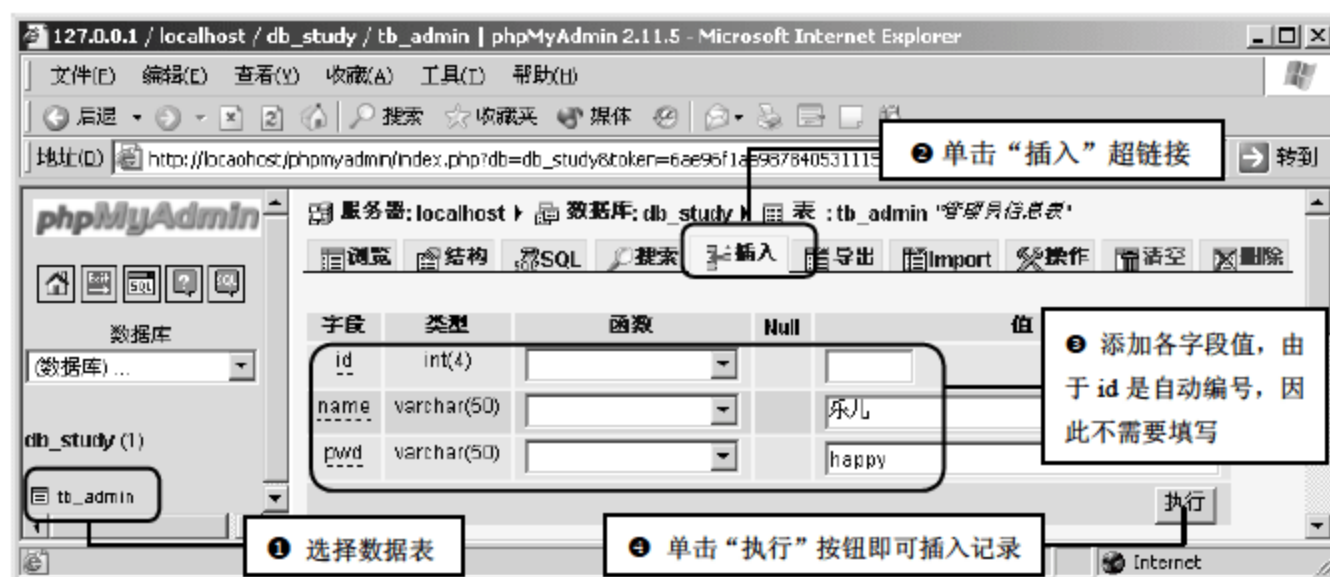 127.0.0.1 / localhost / db_study / tb_admin | phpMyAdmin 2.11.5 - Microsoft Internet Explorer
文件(F) 编辑(E) 查看(V) 收藏(A) 工具(T) 帮助(H)
后退 搜索 收藏夹 媒体
地址(D) http://locaohost/phpmyadmin/index.php?db=db_study&token=6ae96f1ae9878405311115 转到
❷单击“插入”超链接
phpMyAdmin
服务器: localhost 数据库: db_study 表 : tb_admin "管理员信息表"
浏览 结构 SQL 搜索 插入 导出 Import 操作 清空 删除
数据库
(数据库) ...
db_study (1)
tb_admin
字段 类型 函数 Null 值
id int(4)
name varchar(50) 乐儿
pwd varchar(50) happy
❸ 添加各字段值，由
于 id 是自动编号，因
此不需要填写
执行
❶ 选择数据表
❹ 单击“执行”按钮即可插入记录
Internet